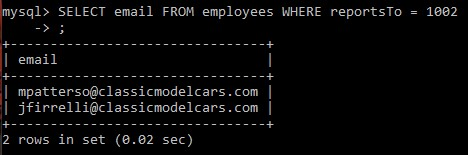 mysql> SELECT email FROM employees WHERE reportsTo = 1002
    -> ;
+--------------------------------+
| email                          |
+--------------------------------+
| mpatterso@classicmodelcars.com |
| jfirrelli@classicmodelcars.com |
+--------------------------------+
2 rows in set (0.02 sec)